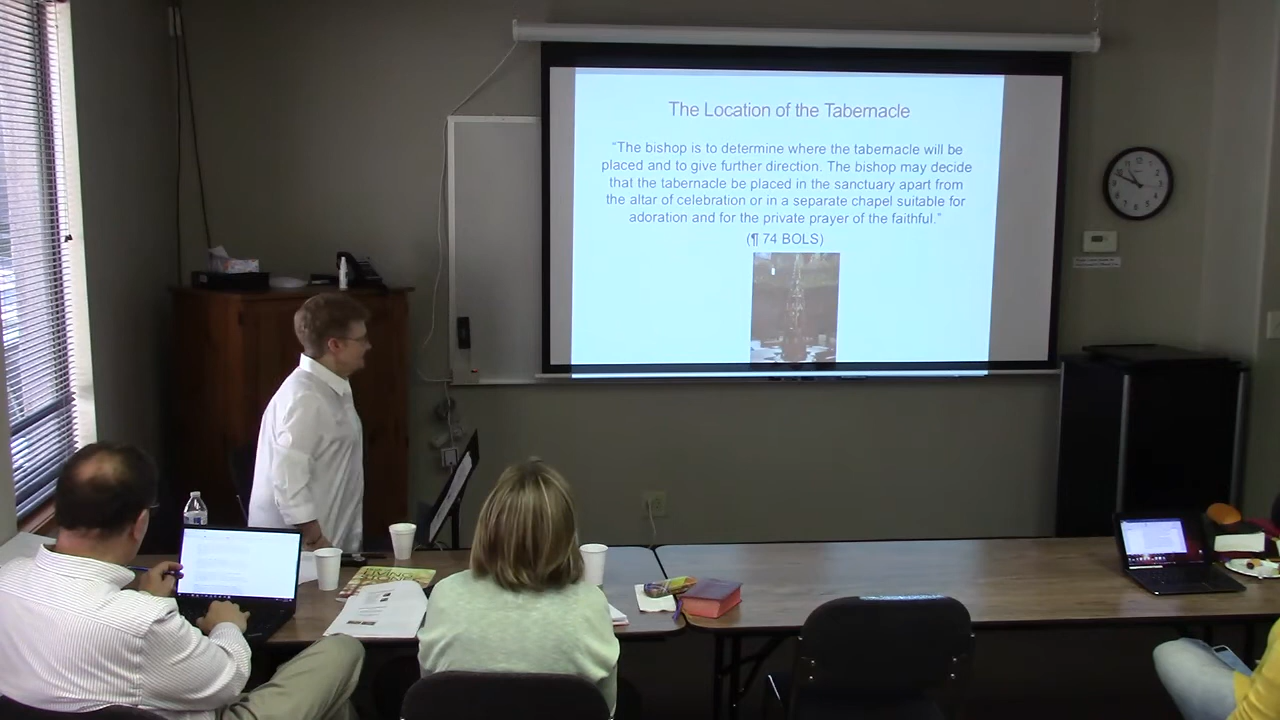 The Location of the Tabernacle
“The bishop is to determine where the tabernacle will be
placed and to give further direction. The bishop may decide
that the tabernacle be placed in the sanctuary apart from
the altar of celebration or in a separate chapel suitable for
adoration and for the private prayer of the faithful.”
(¶ 74 BOLS)